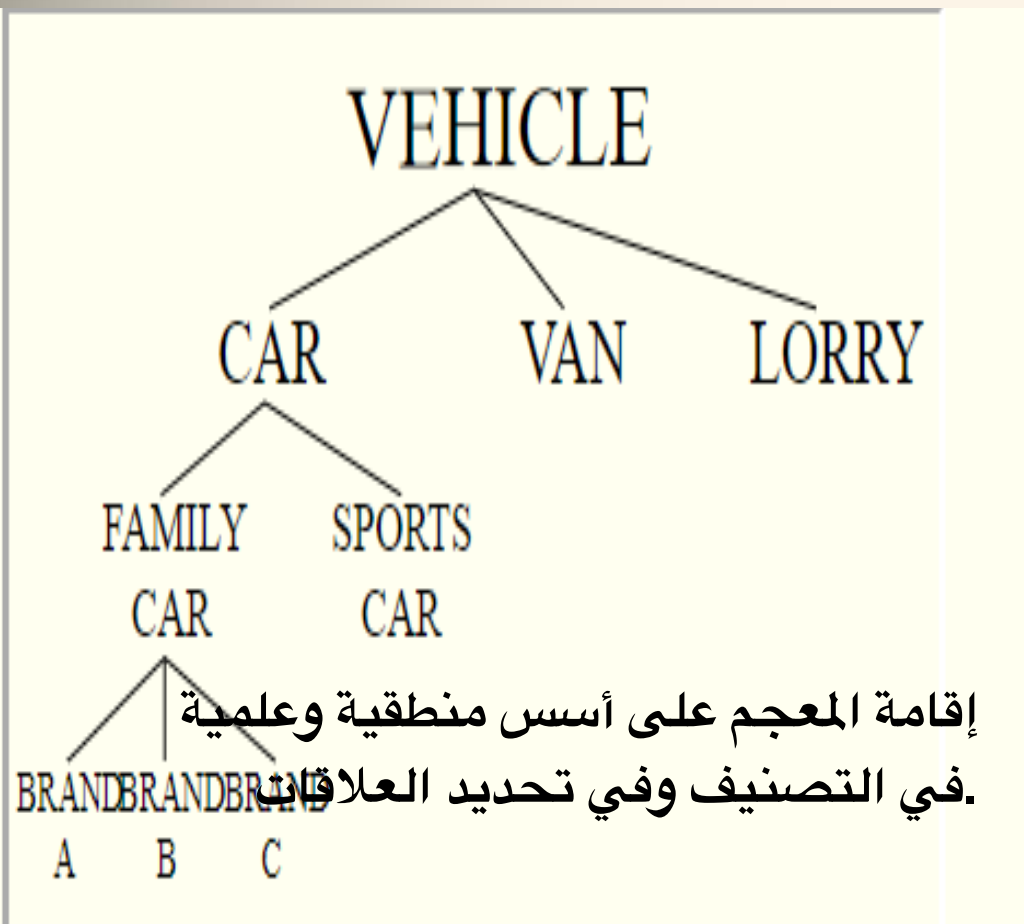 VEHICLE
CAR VAN LORRY
FAMILY SPORTS
CAR CAR
إقامة المعجم على أسس منطقية وعلمية
في التصنيف وفي تحديد العلاقات.
BRAND BRAND BRAND
A B C